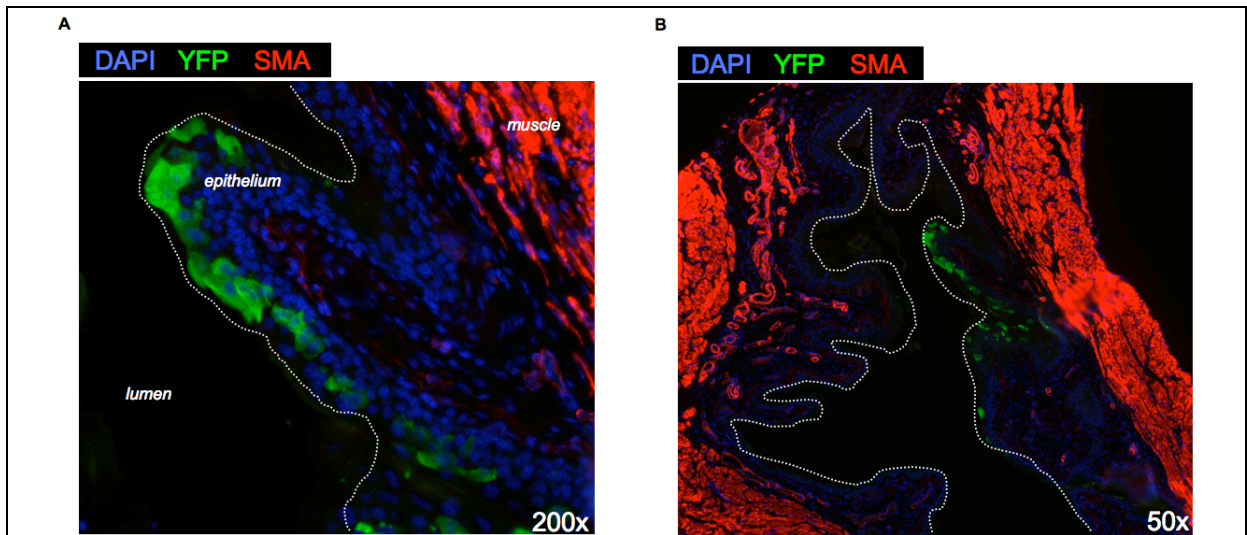 A
DAPI YFP SMA
muscle
epithelium
lumen
200x
B
DAPI YFP SMA
50x